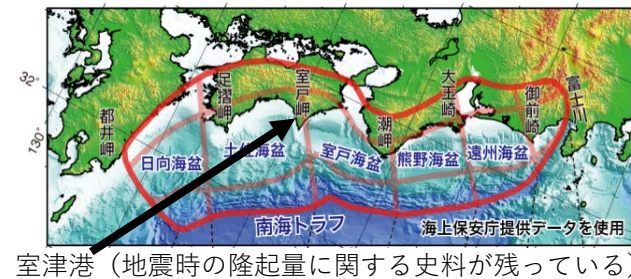 32°
130°
都井岬
足摺岬
室戸岬
潮岬
大王崎
御前崎
富士川
日向海盆
土佐海盆
室戸海盆
熊野海盆
遠州海盆
南海トラフ
海上保安庁提供データを使用
室津港（地震時の隆起量に関する史料が残っている）